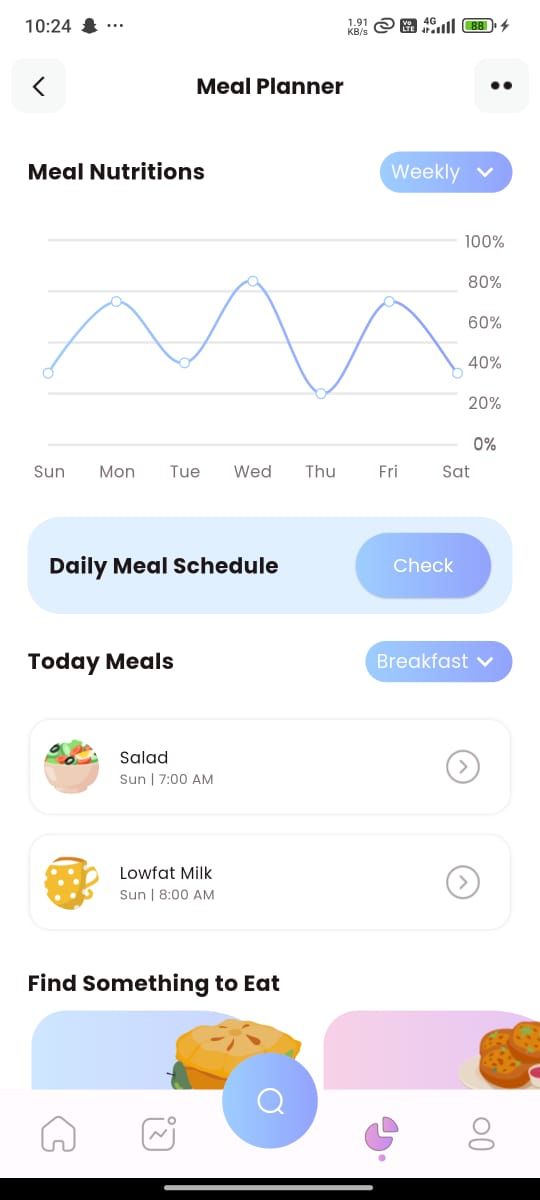 10:24
1.91 KB/s
Vo LTE
4G
88
Meal Planner
Meal Nutritions
Weekly
100%
80%
60%
40%
20%
0%
Sun Mon Tue Wed Thu Fri Sat
Daily Meal Schedule
Check
Today Meals
Breakfast
Salad
Sun | 7:00 AM
Lowfat Milk
Sun | 8:00 AM
Find Something to Eat